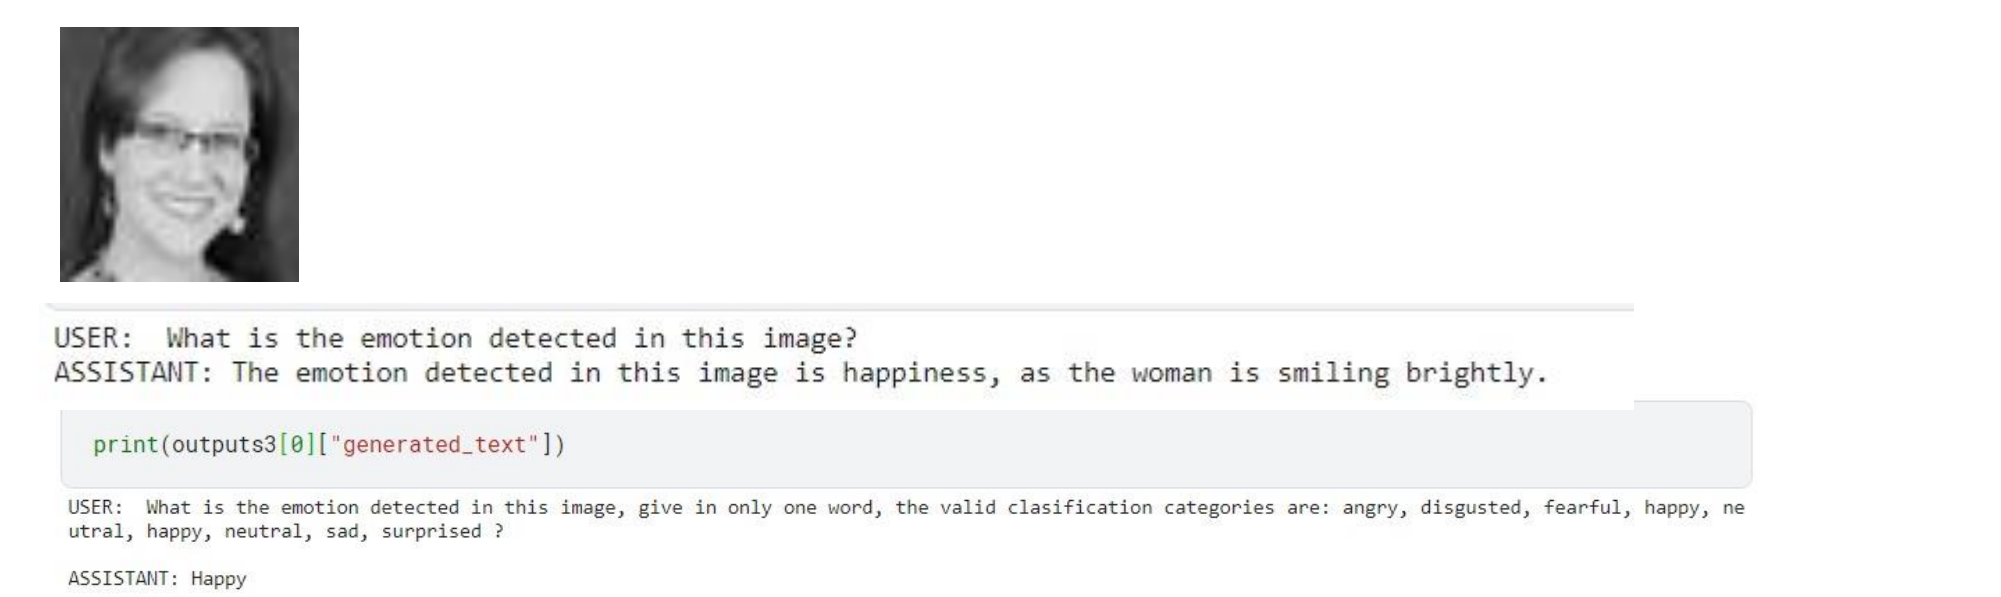 USER:  What is the emotion detected in this image?
ASSISTANT: The emotion detected in this image is happiness, as the woman is smiling brightly.
print(outputs3[0]["generated_text"])
USER:  What is the emotion detected in this image, give in only one word, the valid clasification categories are: angry, disgusted, fearful, happy, ne
utral, happy, neutral, sad, surprised ?
ASSISTANT: Happy